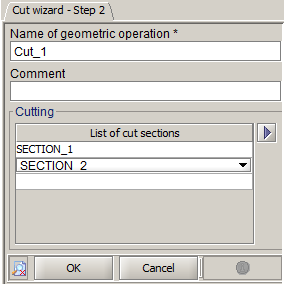 Cut wizard - Step 2
Name of geometric operation *
Cut_1
Comment
Cutting
List of cut sections
SECTION_1
SECTION_2
OK
Cancel